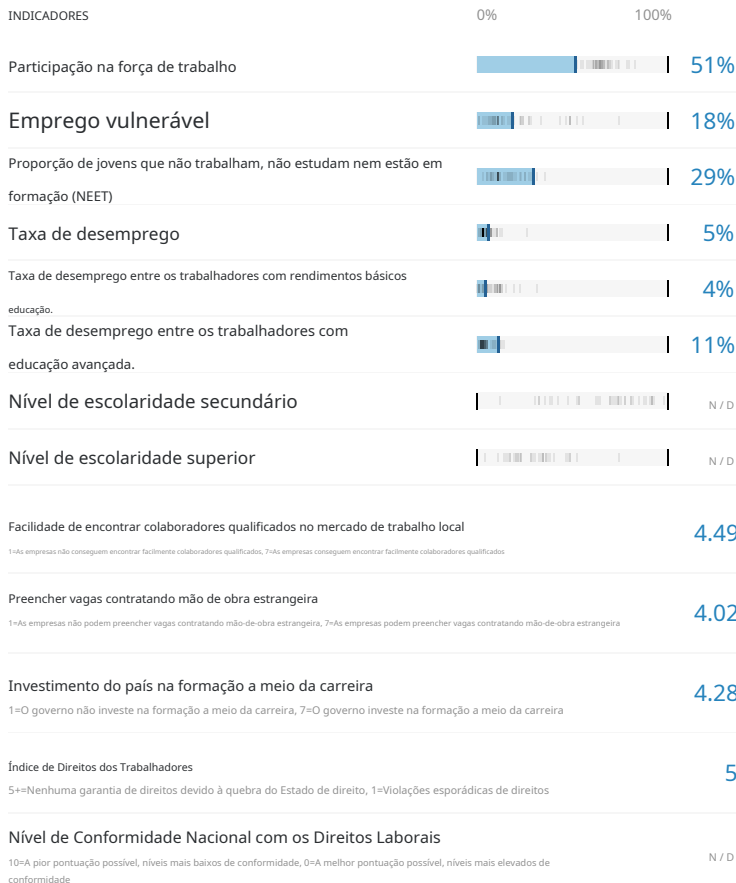 INDICADORES 0% 100%
Participação na força de trabalho 51%
Emprego vulnerável 18%
Proporção de jovens que não trabalham, não estudam nem estão em
formação (NEET) 29%
Taxa de desemprego 5%
Taxa de desemprego entre os trabalhadores com rendimentos básicos
educação. 4%
Taxa de desemprego entre os trabalhadores com
educação avançada. 11%
Nível de escolaridade secundário N / D
Nível de escolaridade superior N / D
Facilidade de encontrar colaboradores qualificados no mercado de trabalho local 4.49
1=As empresas não conseguem encontrar facilmente colaboradores qualificados, 7=As empresas conseguem encontrar facilmente colaboradores qualificados
Preencher vagas contratando mão de obra estrangeira 4.02
1=As empresas não podem preencher vagas contratando mão-de-obra estrangeira, 7=As empresas podem preencher vagas contratando mão-de-obra estrangeira
Investimento do país na formação a meio da carreira 4.28
1=O governo não investe na formação a meio da carreira, 7=O governo investe na formação a meio da carreira
Índice de Direitos dos Trabalhadores 5
5+=Nenhuma garantia de direitos devido à quebra do Estado de direito, 1=Violações esporádicas de direitos
Nível de Conformidade Nacional com os Direitos Laborais N / D
10=A pior pontuação possível, níveis mais baixos de conformidade, 0=A melhor pontuação possível, níveis mais elevados de
conformidade